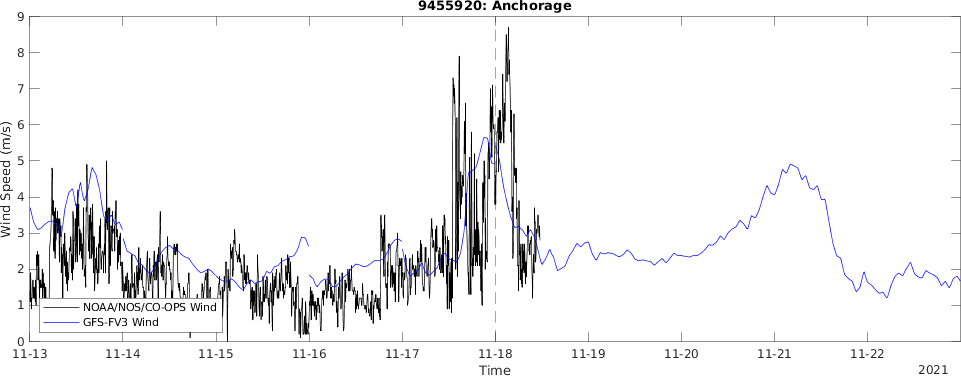 9455920: Anchorage
Wind Speed (m/s)
9
8
7
6
5
4
3
2
1
0
NOAA/NOS/CO-OPS Wind
GFS-FV3 Wind
11-13 11-14 11-15 11-16 11-17 11-18 11-19 11-20 11-21 11-22
Time
2021